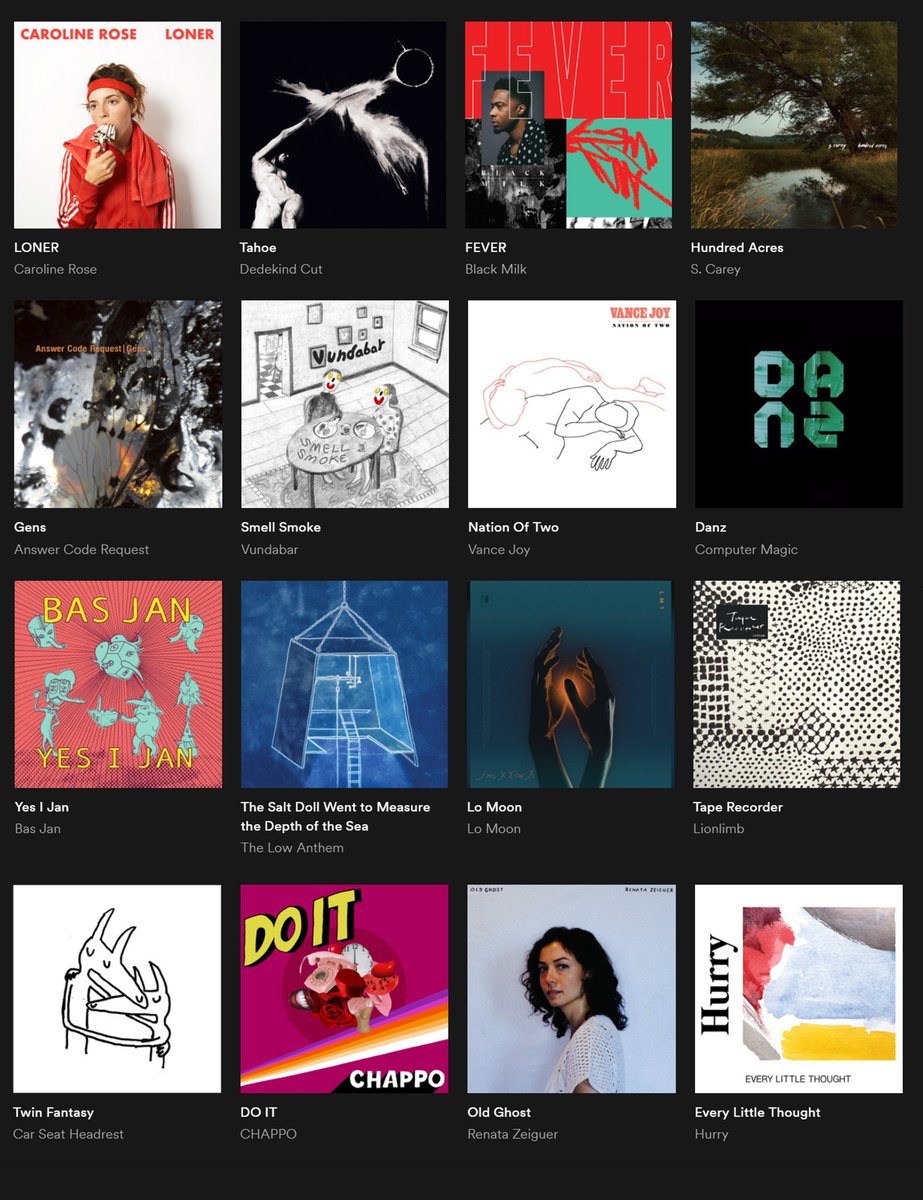 CAROLINE ROSE LONER
FEVER
BLACK
MILK
s. carey hundred acres
LONER
Caroline Rose
Tahoe
Dedekind Cut
FEVER
Black Milk
Hundred Acres
S. Carey
Answer Code Request|Gens
Vundabar
SMELL
SMOKE
VANCE JOY
NATION OF TWO
DA
NZ
Gens
Answer Code Request
Smell Smoke
Vundabar
Nation Of Two
Vance Joy
Danz
Computer Magic
BAS JAN
YES I JAN
Tape
Recorder
Yes I Jan
Bas Jan
The Salt Doll Went to Measure
the Depth of the Sea
The Low Anthem
Lo Moon
Lo Moon
Tape Recorder
Lionlimb
DO IT
CHAPPO
OLD GHOST RENATA ZEIGUER
Hurry
EVERY LITTLE THOUGHT
Twin Fantasy
Car Seat Headrest
DO IT
CHAPPO
Old Ghost
Renata Zeiguer
Every Little Thought
Hurry